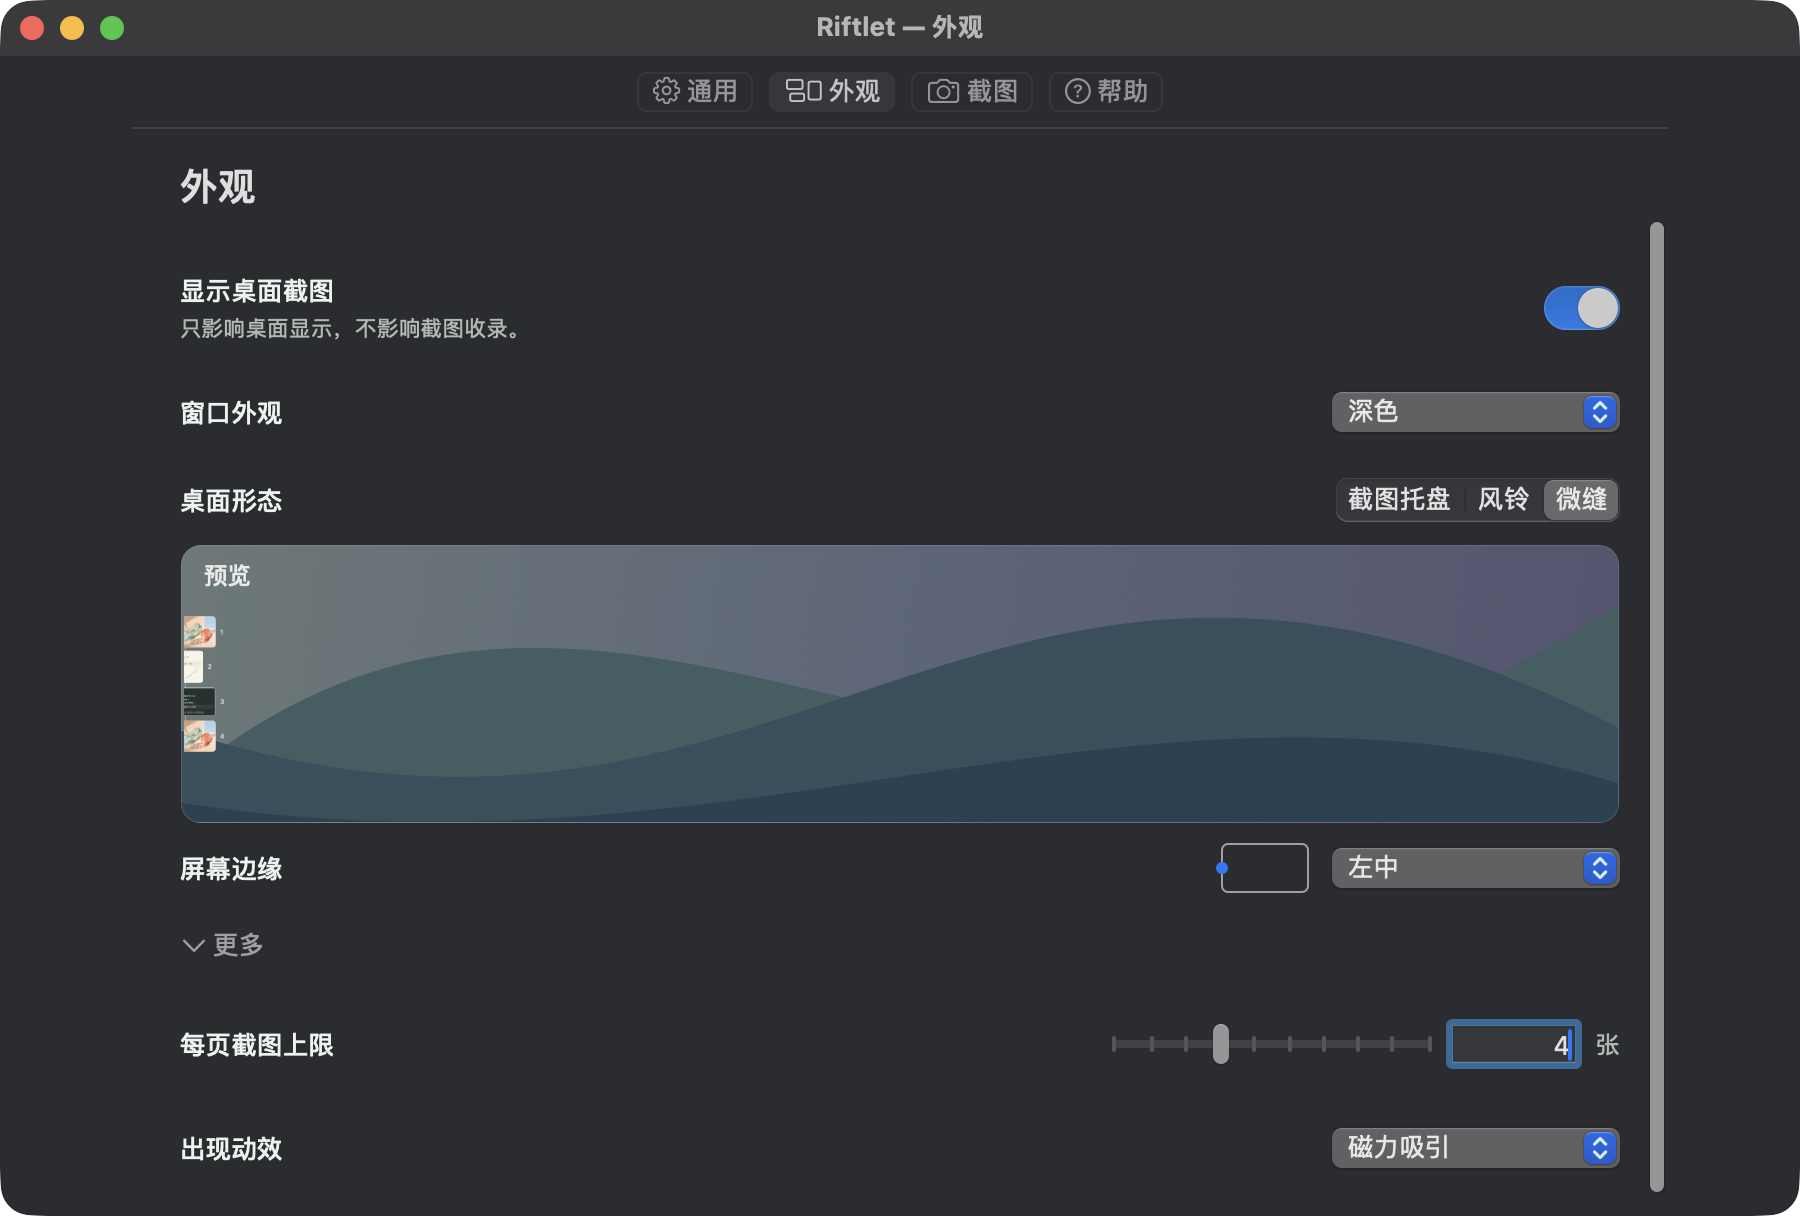 Riftlet — 外观
通用 外观 截图 帮助
外观
显示桌面截图
只影响桌面显示，不影响截图收录。
窗口外观 深色
桌面形态 截图托盘 风铃 微缝
预览
1
2
3
4
屏幕边缘 左中
更多
每页截图上限 4 张
出现动效 磁力吸引